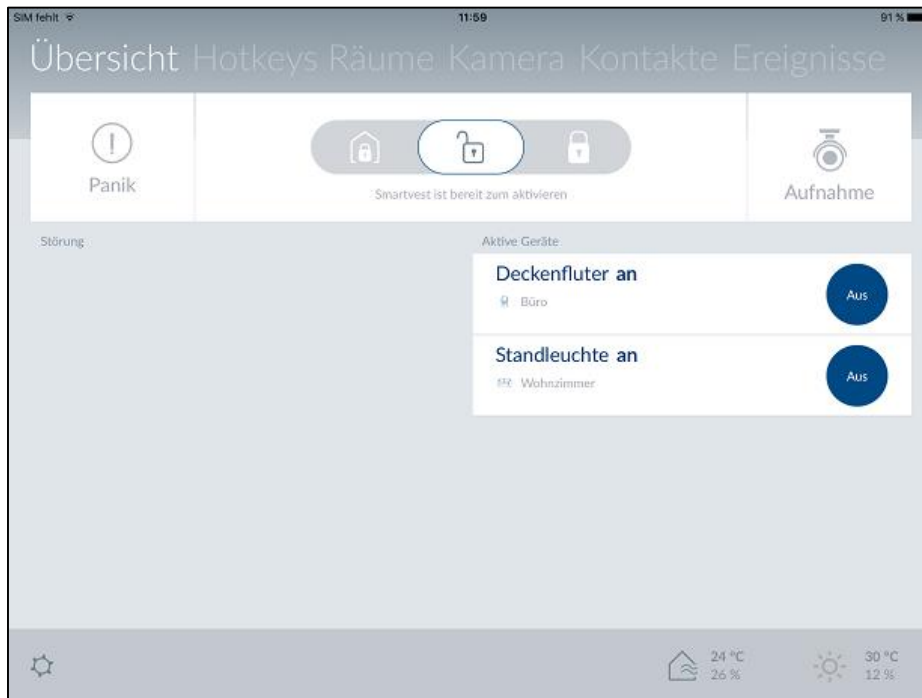 SIM fehlt 11:59 91 %
Übersicht Hotkeys Räume Kamera Kontakte Ereignisse
Panik
Smartvest ist bereit zum aktivieren
Aufnahme
Störung
Aktive Geräte
Deckenfluter an
Büro
Aus
Standleuchte an
Wohnzimmer
Aus
24 °C
26 %
30 °C
12 %